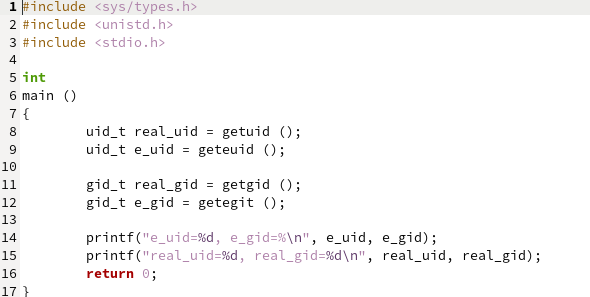 1 #include <sys/types.h>
2 #include <unistd.h>
3 #include <stdio.h>
4
5 int
6 main ()
7 {
8         uid_t real_uid = getuid ();
9         uid_t e_uid = geteuid ();
10
11         gid_t real_gid = getgid ();
12         gid_t e_gid = getegit ();
13
14         printf("e_uid=%d, e_gid=%\n", e_uid, e_gid);
15         printf("real_uid=%d, real_gid=%d\n", real_uid, real_gid);
16         return 0;
17 }